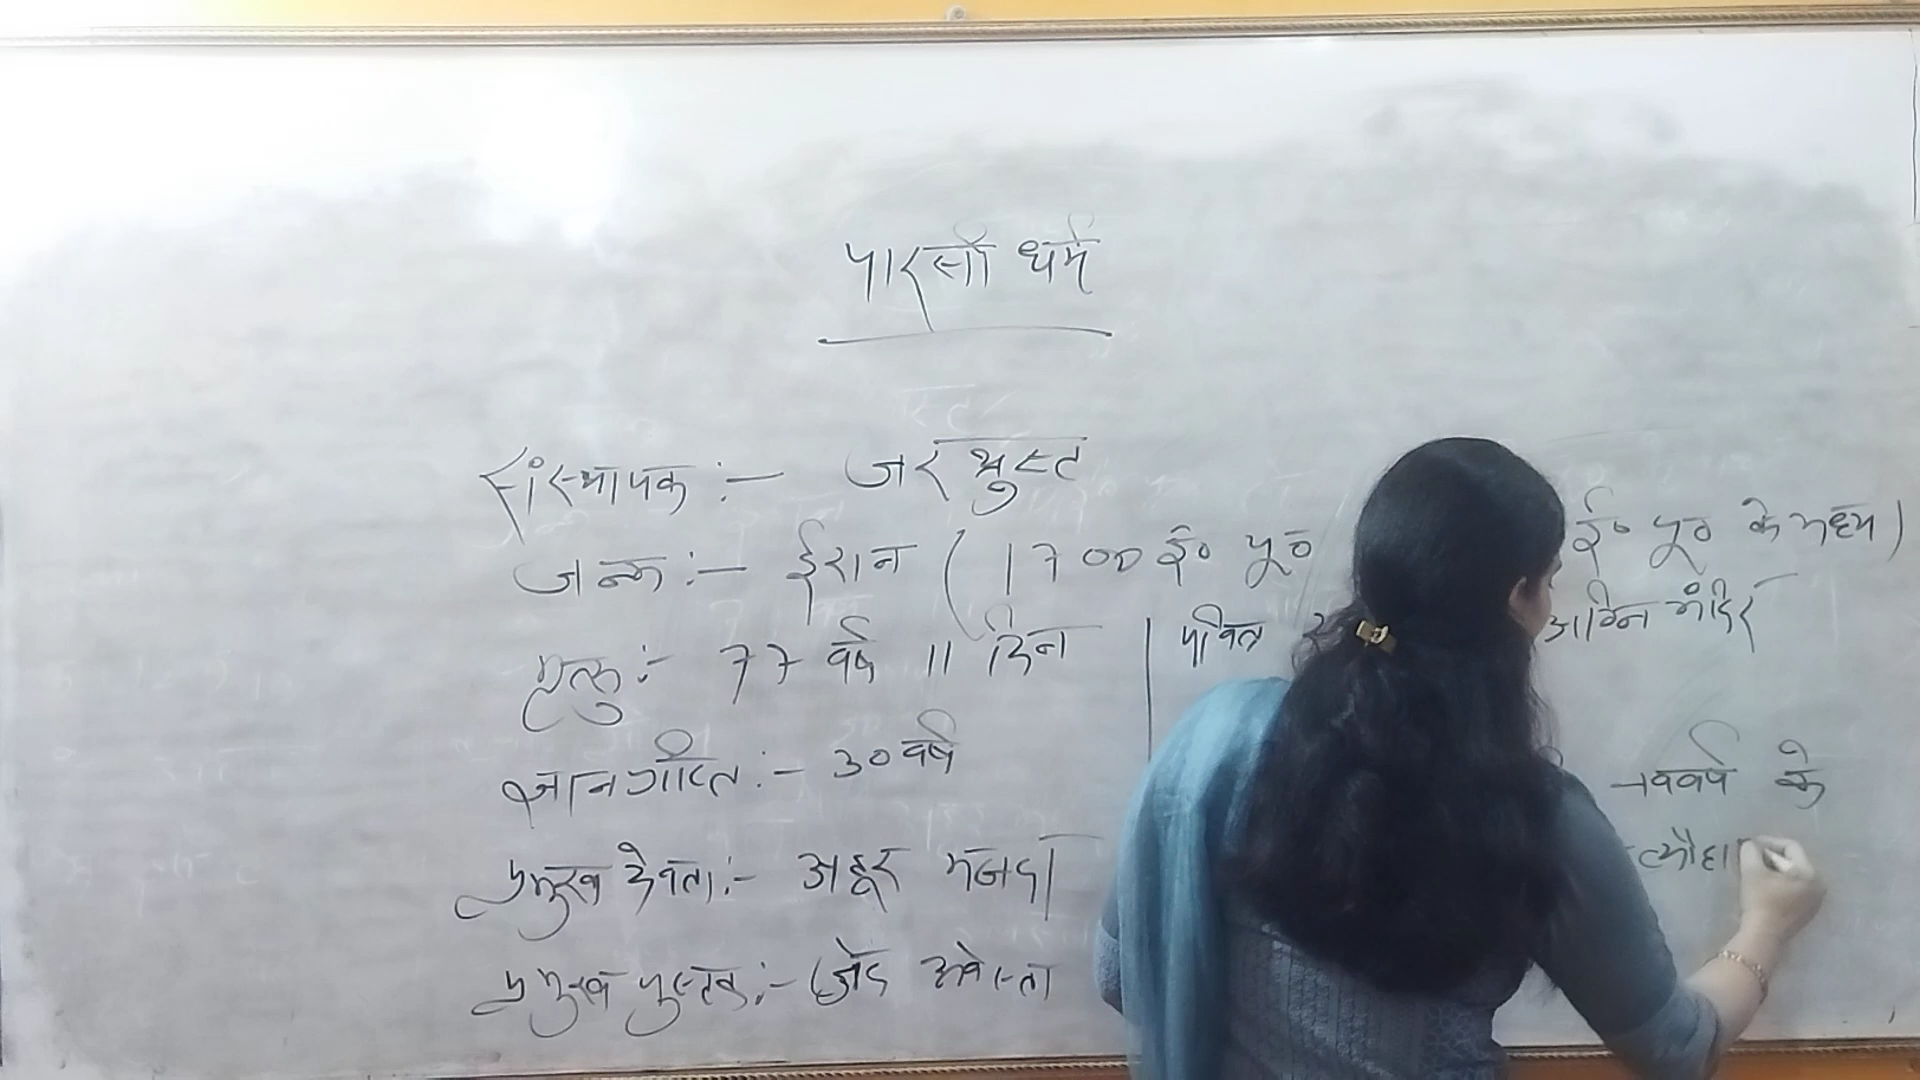 पारसी धर्म
संस्थापक :- जरथ्रुस्त
जन्म :- ईरान ( 1700 ई० पू० ई० पू० के मध्य )
मृत्यु :- 77 वर्ष 11 दिन
ज्ञान प्राप्ति :- 30 वर्ष
प्रमुख देवता :- अहूर मजदा
प्रमुख पुस्तक :- जेंद अवेस्ता
पवित्र अग्नि मंदिर
नववर्ष के
त्यौहा